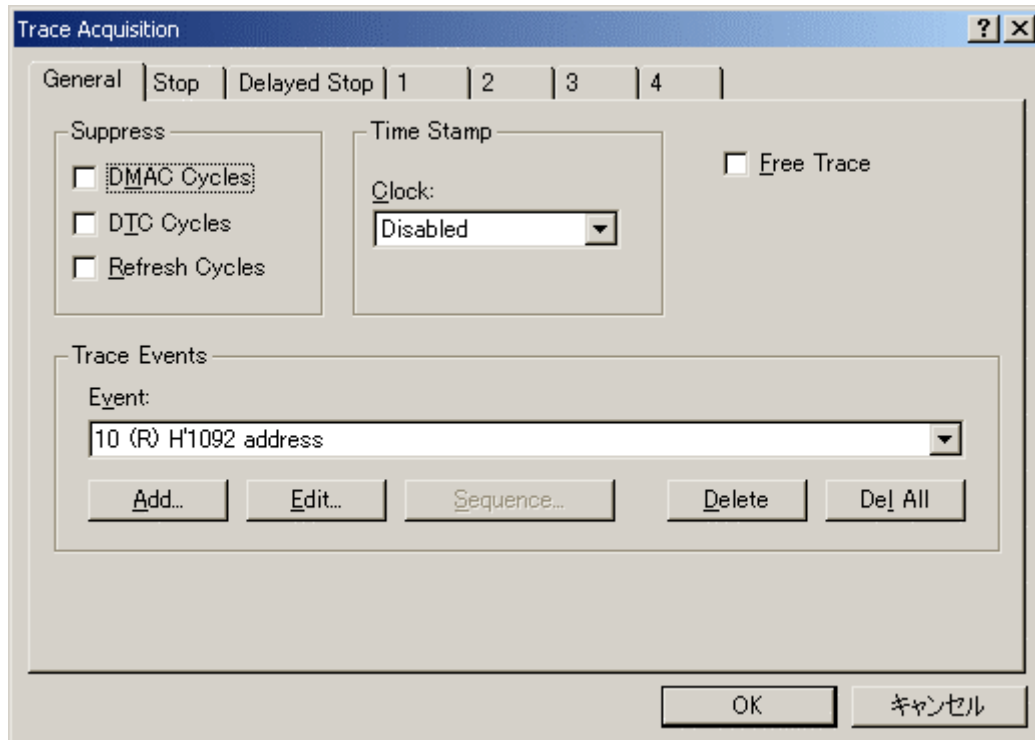 Trace Acquisition
General Stop Delayed Stop 1 2 3 4
Suppress
DMAC Cycles
DTC Cycles
Refresh Cycles
Time Stamp
Clock:
Disabled
Free Trace
Trace Events
Event:
10 (R) H'1092 address
Add... Edit... Sequence... Delete Del All
OK キャンセル